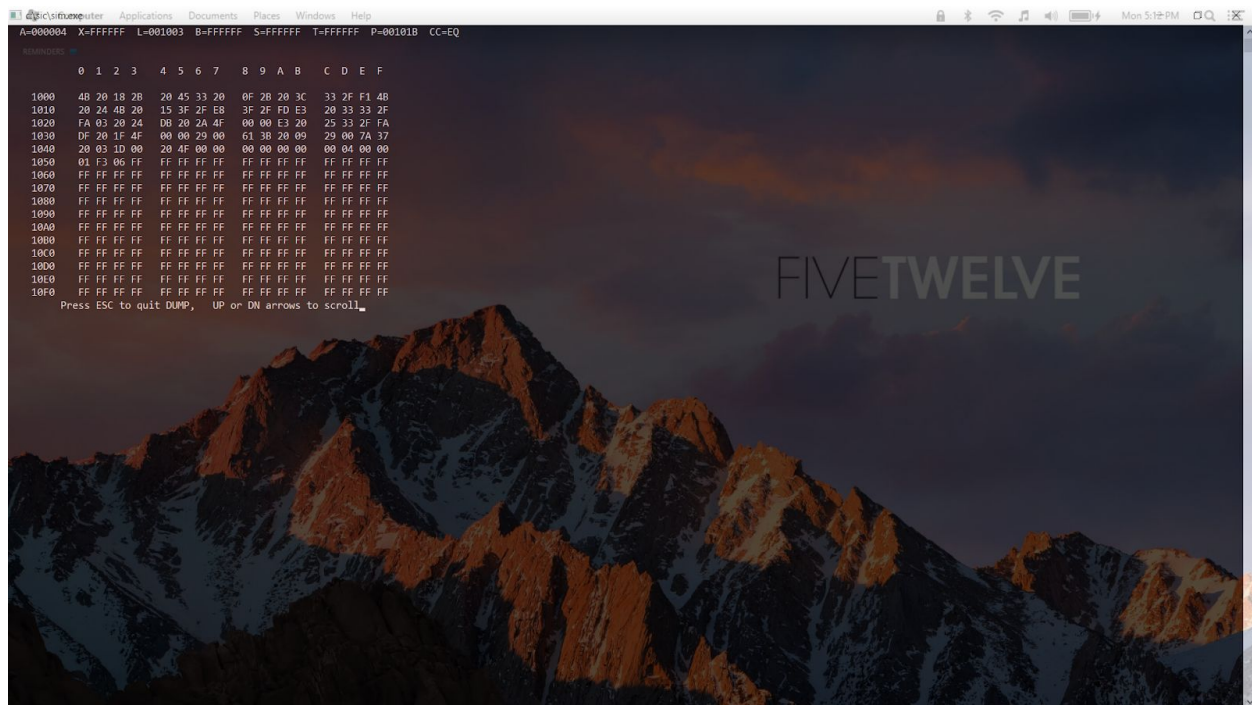 Applications Documents Places Windows Help Mon 5:12 PM
A=000004 X=FFFFFF L=001003 B=FFFFFF S=FFFFFF T=FFFFFF P=00101B CC=EQ
REMINDERS
0 1 2 3 4 5 6 7 8 9 A B C D E F
1000 4B 20 18 2B 20 45 33 20 0F 2B 20 3C 33 2F F1 4B
1010 20 24 4B 20 15 3F 2F E8 3F 2F FD E3 20 33 33 2F
1020 FA 03 20 24 DB 20 2A 4F 00 00 E3 20 25 33 2F FA
1030 DF 20 1F 4F 00 00 29 00 61 3B 20 09 29 00 7A 37
1040 20 03 1D 00 20 4F 00 00 00 00 00 00 00 04 00 00
1050 01 F3 06 FF FF FF FF FF FF FF FF FF FF FF FF FF
1060 FF FF FF FF FF FF FF FF FF FF FF FF FF FF FF FF
1070 FF FF FF FF FF FF FF FF FF FF FF FF FF FF FF FF
1080 FF FF FF FF FF FF FF FF FF FF FF FF FF FF FF FF
1090 FF FF FF FF FF FF FF FF FF FF FF FF FF FF FF FF
10A0 FF FF FF FF FF FF FF FF FF FF FF FF FF FF FF FF
10B0 FF FF FF FF FF FF FF FF FF FF FF FF FF FF FF FF
10C0 FF FF FF FF FF FF FF FF FF FF FF FF FF FF FF FF
10D0 FF FF FF FF FF FF FF FF FF FF FF FF FF FF FF FF
10E0 FF FF FF FF FF FF FF FF FF FF FF FF FF FF FF FF
10F0 FF FF FF FF FF FF FF FF FF FF FF FF FF FF FF FF
Press ESC to quit DUMP, UP or DN arrows to scroll
FIVETWELVE